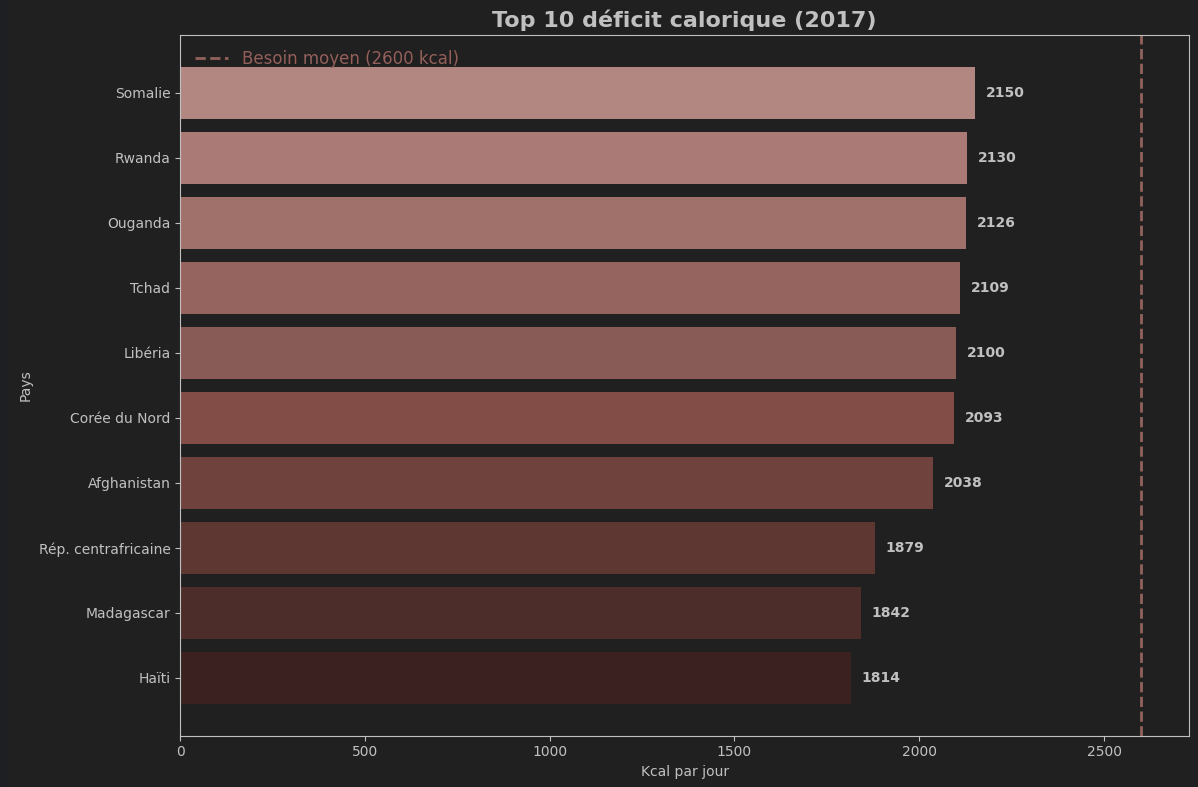 Top 10 déficit calorique (2017)
Besoin moyen (2600 kcal)
Somalie 2150
Rwanda 2130
Ouganda 2126
Tchad 2109
Libéria 2100
Corée du Nord 2093
Afghanistan 2038
Rép. centrafricaine 1879
Madagascar 1842
Haïti 1814
Pays
0 500 1000 1500 2000 2500
Kcal par jour